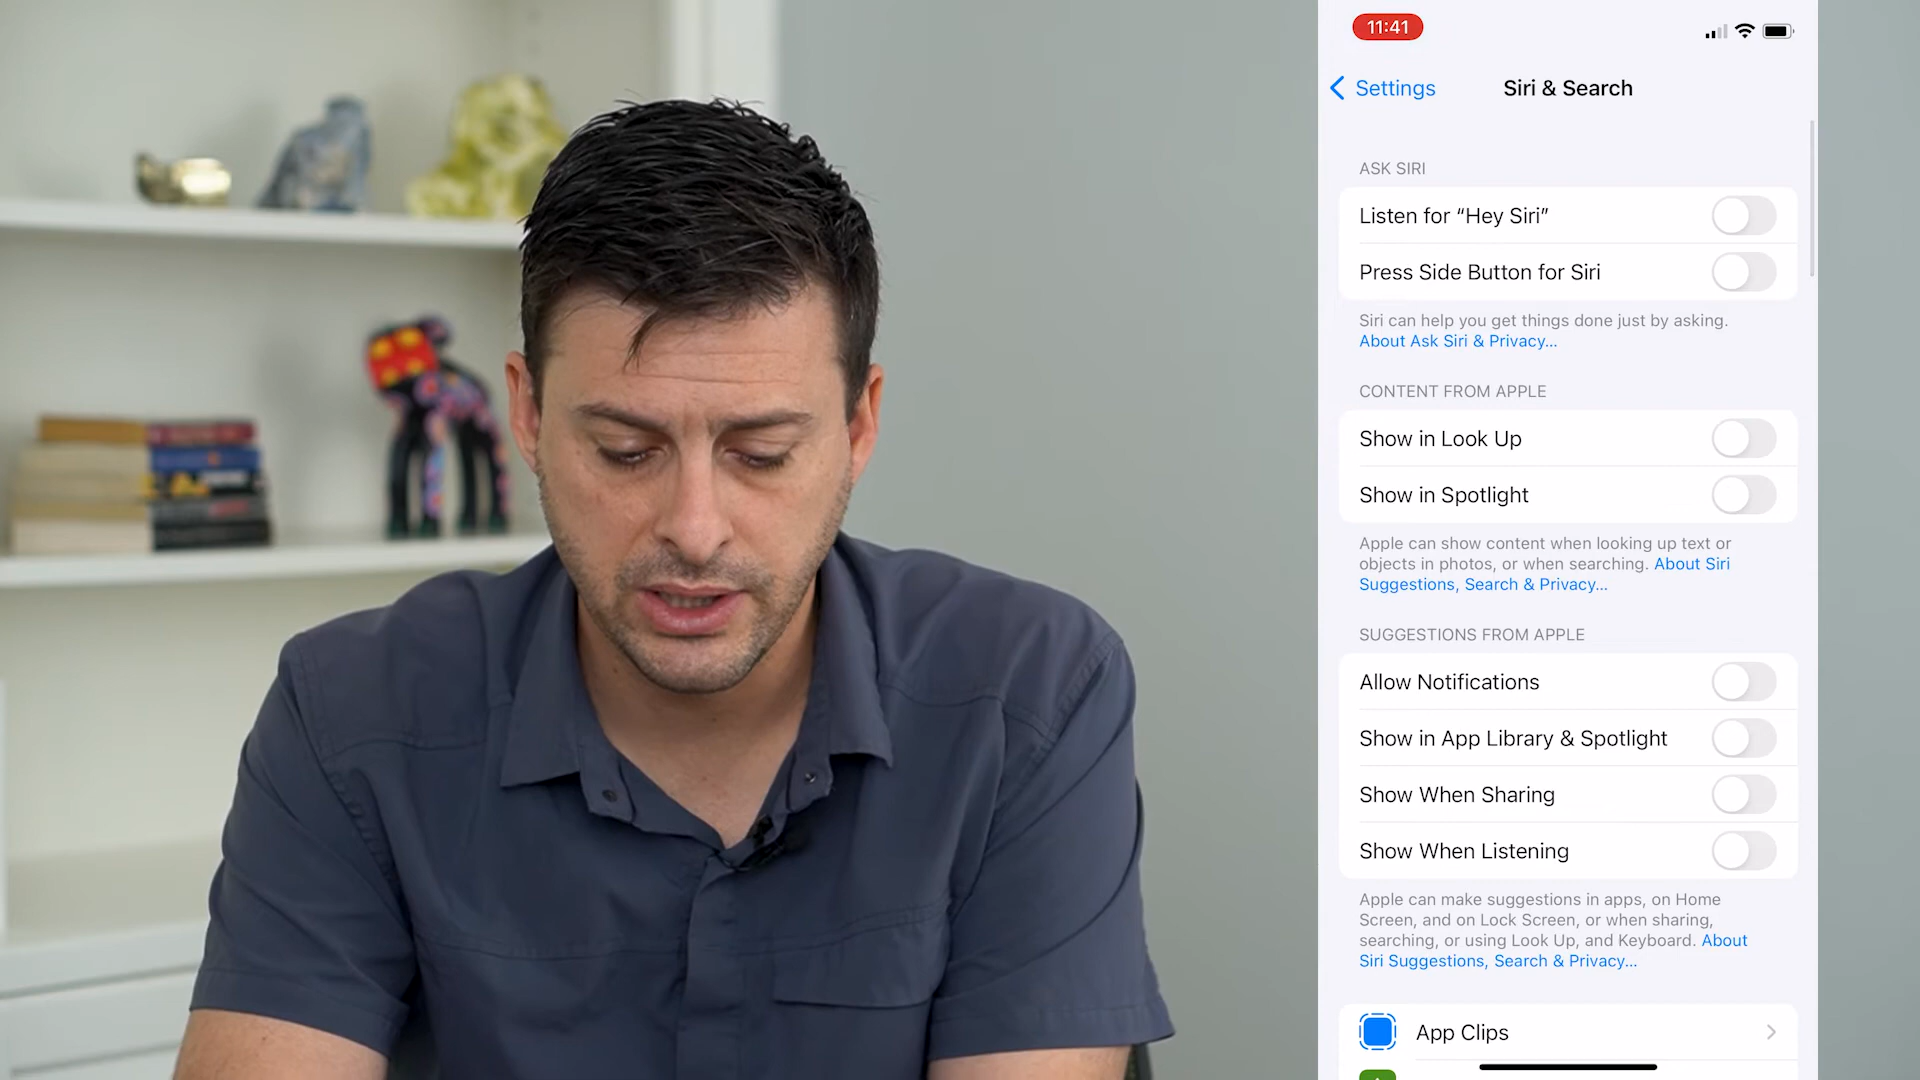 11:41
Settings
Siri & Search
ASK SIRI
Listen for “Hey Siri”
Press Side Button for Siri
Siri can help you get things done just by asking.
About Ask Siri & Privacy...
CONTENT FROM APPLE
Show in Look Up
Show in Spotlight
Apple can show content when looking up text or
objects in photos, or when searching. About Siri
Suggestions, Search & Privacy...
SUGGESTIONS FROM APPLE
Allow Notifications
Show in App Library & Spotlight
Show When Sharing
Show When Listening
Apple can make suggestions in apps, on Home
Screen, and on Lock Screen, or when sharing,
searching, or using Look Up, and Keyboard. About
Siri Suggestions, Search & Privacy...
App Clips